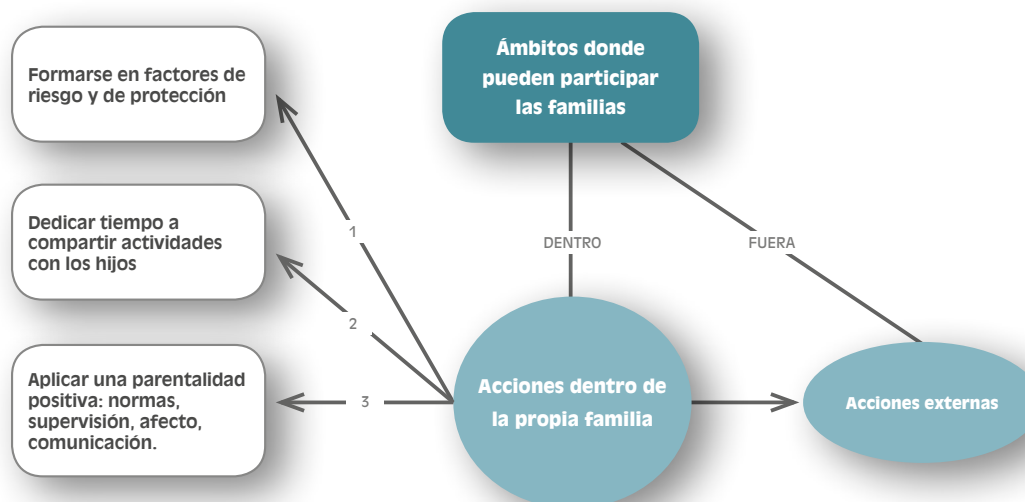 Formarse en factores de
riesgo y de protección
Ámbitos donde
pueden participar
las familias
Dedicar tiempo a
compartir actividades
con los hijos
1
DENTRO
FUERA
2
Aplicar una parentalidad
positiva: normas,
supervisión, afecto,
comunicación.
3
Acciones dentro de
la propia familia
Acciones externas